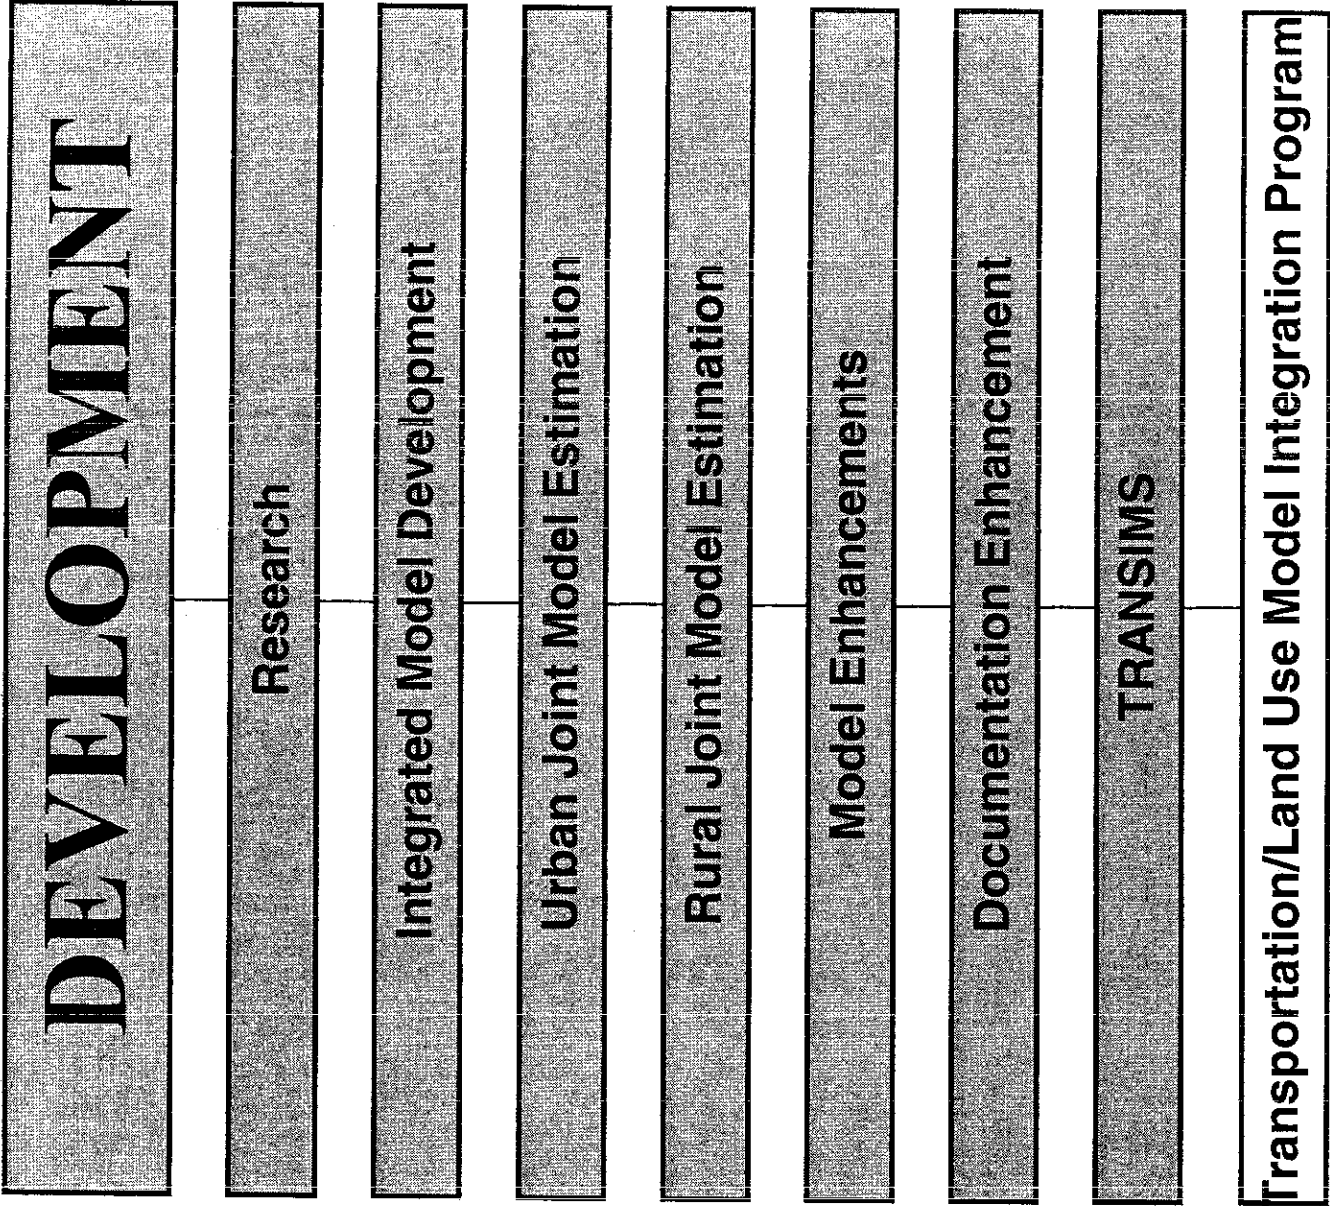 DEVELOPMENT
Research
Integrated Model Development
Urban Joint Model Estimation
Rural Joint Model Estimation
Model Enhancements
Documentation Enhancement
TRANSIMS
Transportation/Land Use Model Integration Program